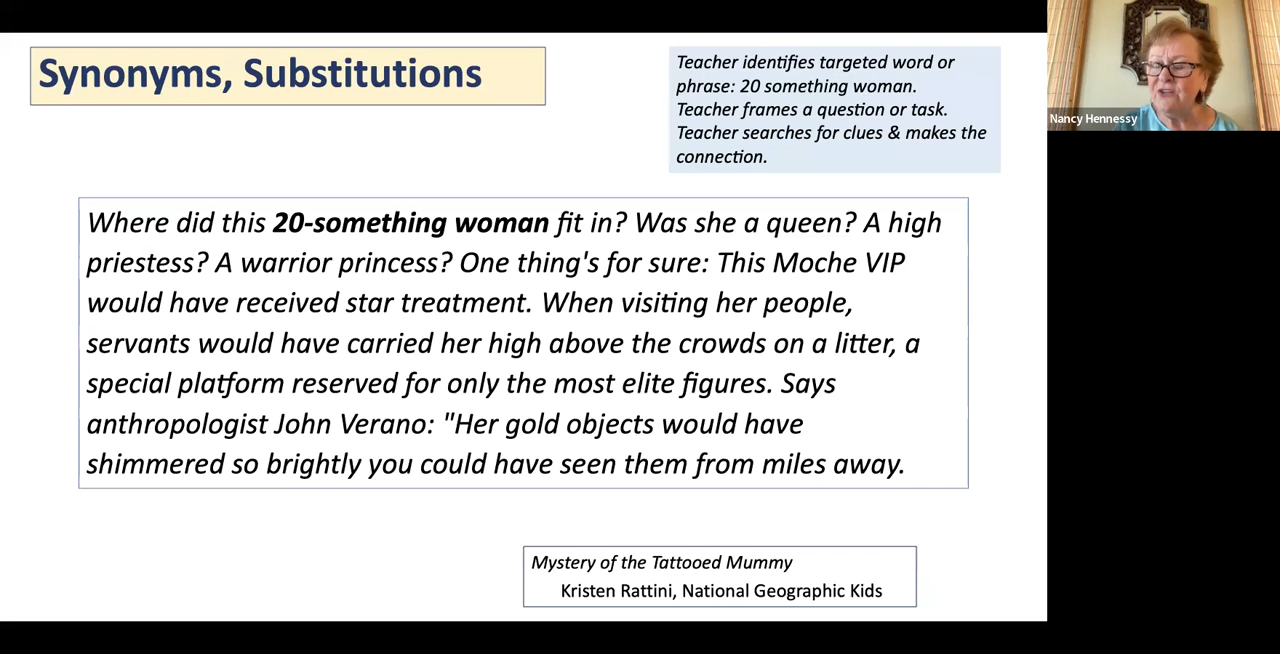 Synonyms, Substitutions
Teacher identifies targeted word or
phrase: 20 something woman.
Teacher frames a question or task.
Teacher searches for clues & makes the
connection.
Nancy Hennessy
Where did this 20-something woman fit in? Was she a queen? A high
priestess? A warrior princess? One thing's for sure: This Moche VIP
would have received star treatment. When visiting her people,
servants would have carried her high above the crowds on a litter, a
special platform reserved for only the most elite figures. Says
anthropologist John Verano: "Her gold objects would have
shimmered so brightly you could have seen them from miles away.
Mystery of the Tattooed Mummy
Kristen Rattini, National Geographic Kids